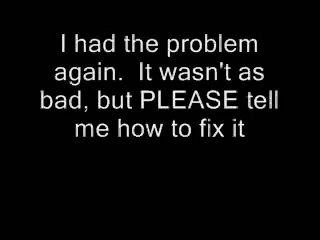 I had the problem
again.  It wasn't as
bad, but PLEASE tell
me how to fix it